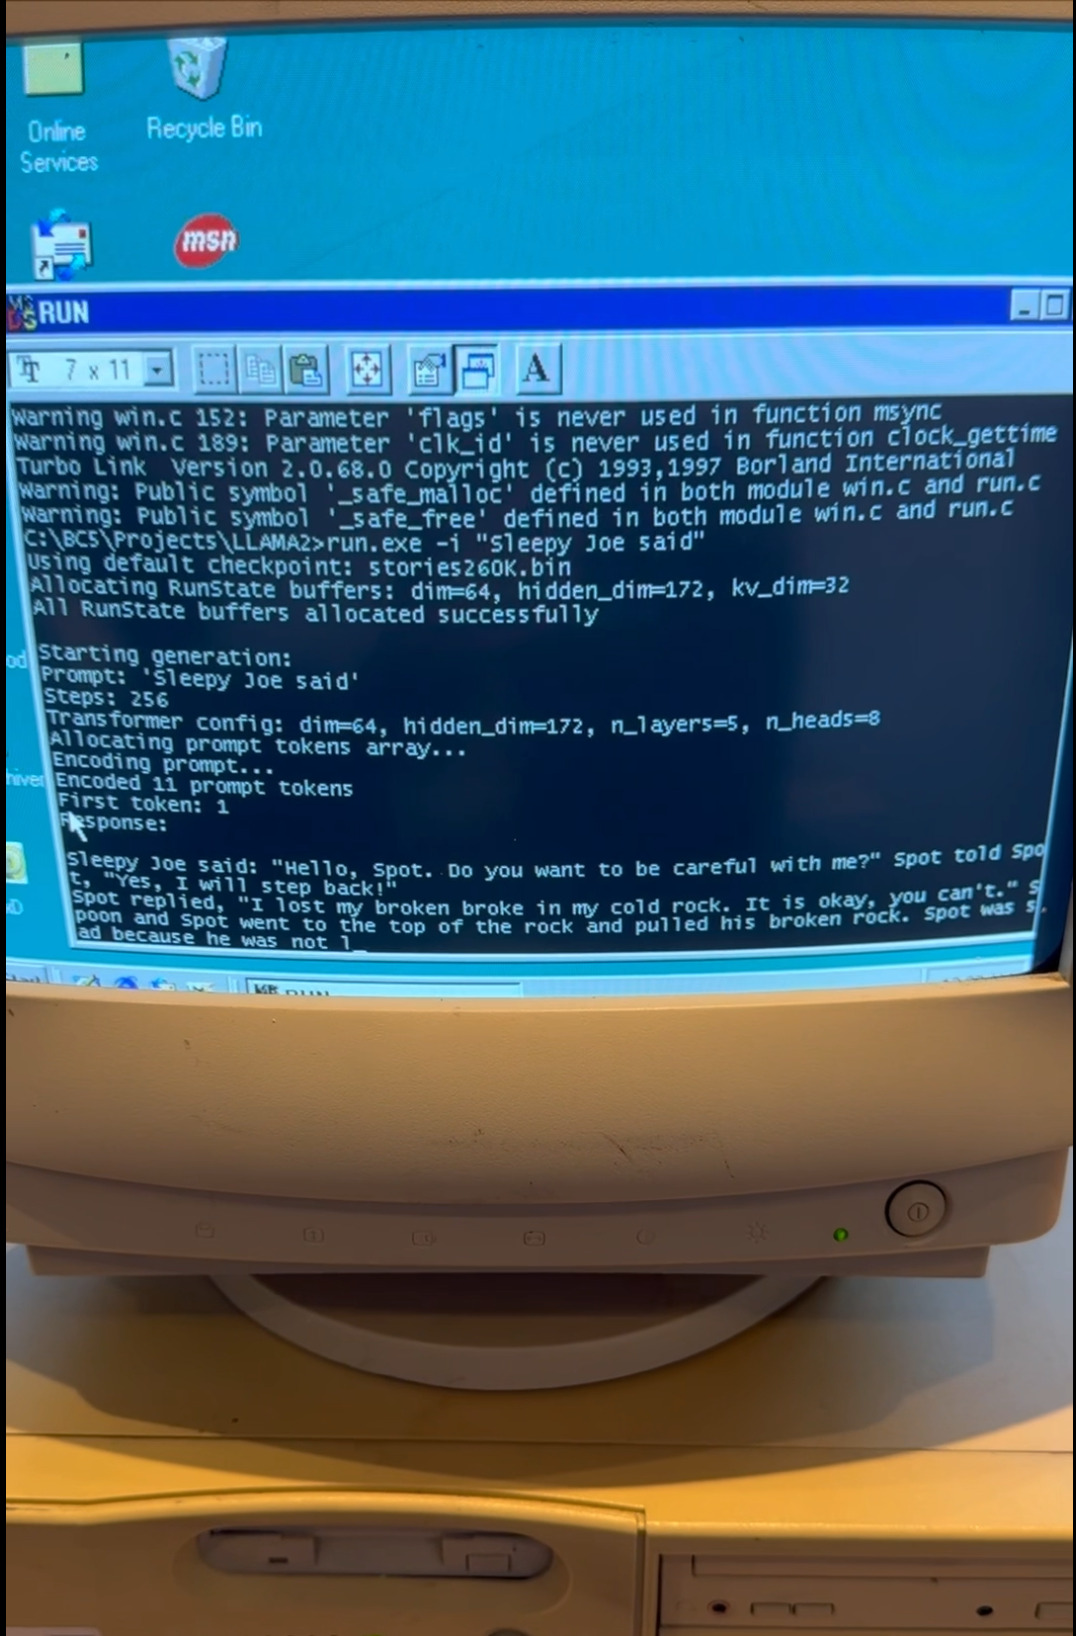 Online
Services
Recycle Bin
msn
RUN
7 x 11
A
Warning win.c 152: Parameter 'flags' is never used in function msync
Warning win.c 189: Parameter 'clk_id' is never used in function clock_gettime
Turbo Link  Version 2.0.68.0 Copyright (c) 1993,1997 Borland International
Warning: Public symbol '_safe_malloc' defined in both module win.c and run.c
Warning: Public symbol '_safe_free' defined in both module win.c and run.c
C:\BC5\Projects\LLAMA2>run.exe -i "Sleepy Joe said"
Using default checkpoint: stories260K.bin
Allocating RunState buffers: dim=64, hidden_dim=172, kv_dim=32
All RunState buffers allocated successfully
Starting generation:
Prompt: 'Sleepy Joe said'
Steps: 256
Transformer config: dim=64, hidden_dim=172, n_layers=5, n_heads=8
Allocating prompt tokens array...
Encoding prompt...
Encoded 11 prompt tokens
First token: 1
Response:
Sleepy Joe said: "Hello, Spot. Do you want to be careful with me?" Spot told Spo
t, "Yes, I will step back!"
Spot replied, "I lost my broken broke in my cold rock. It is okay, you can't." S
poon and Spot went to the top of the rock and pulled his broken rock. Spot was s
ad because he was not l_
RUN